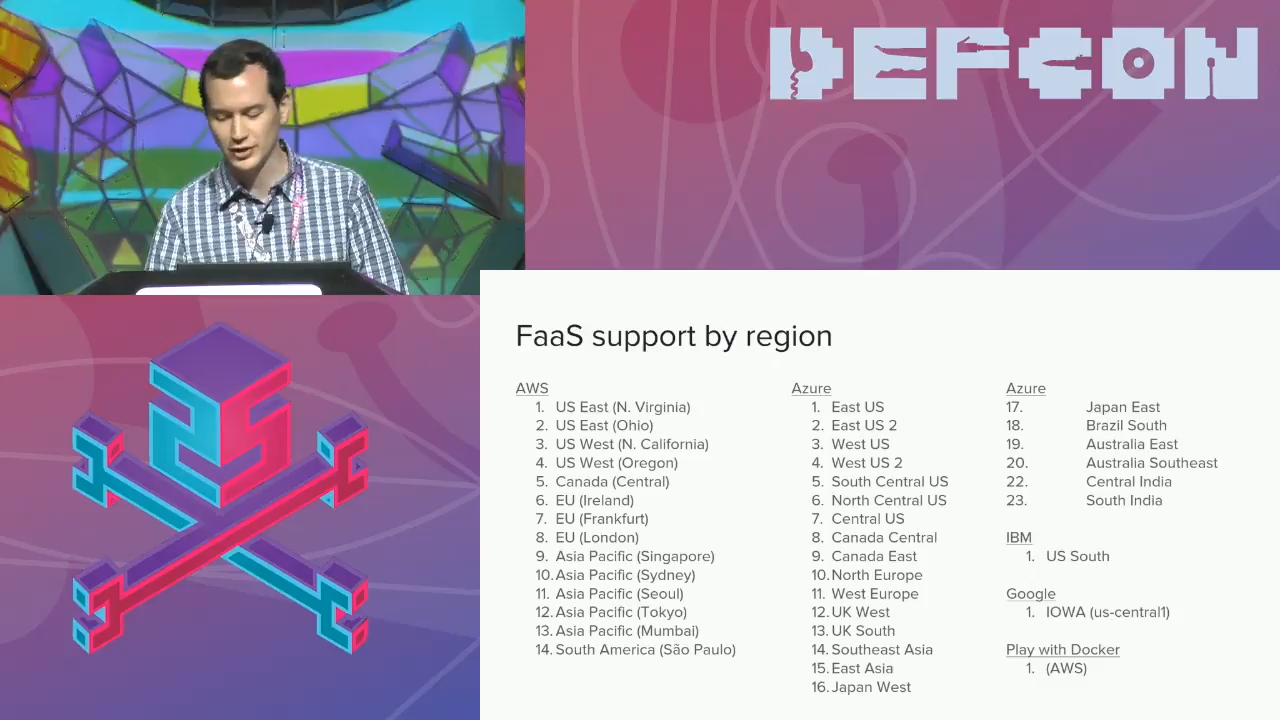 DEFCON
FaaS support by region
AWS
1. US East (N. Virginia)
2. US East (Ohio)
3. US West (N. California)
4. US West (Oregon)
5. Canada (Central)
6. EU (Ireland)
7. EU (Frankfurt)
8. EU (London)
9. Asia Pacific (Singapore)
10. Asia Pacific (Sydney)
11. Asia Pacific (Seoul)
12. Asia Pacific (Tokyo)
13. Asia Pacific (Mumbai)
14. South America (São Paulo)
Azure
1. East US
2. East US 2
3. West US
4. West US 2
5. South Central US
6. North Central US
7. Central US
8. Canada Central
9. Canada East
10. North Europe
11. West Europe
12. UK West
13. UK South
14. Southeast Asia
15. East Asia
16. Japan West
Azure
17. Japan East
18. Brazil South
19. Australia East
20. Australia Southeast
22. Central India
23. South India
IBM
1. US South
Google
1. IOWA (us-central1)
Play with Docker
1. (AWS)